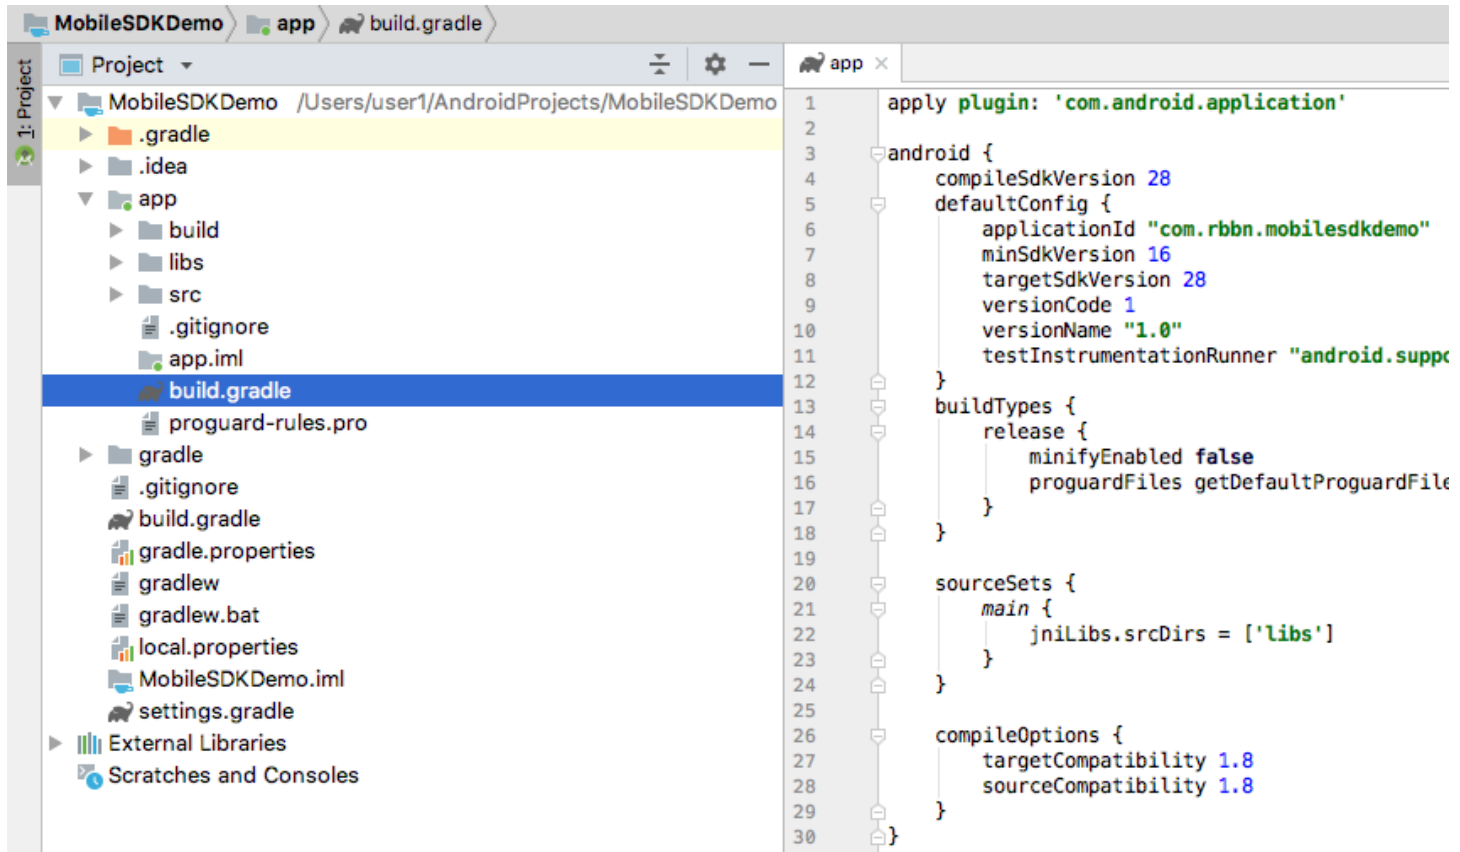 MobileSDKDemo app build.gradle
1: Project
Project
MobileSDKDemo /Users/user1/AndroidProjects/MobileSDKDemo
.gradle
.idea
app
build
libs
src
.gitignore
app.iml
build.gradle
proguard-rules.pro
gradle
.gitignore
build.gradle
gradle.properties
gradlew
gradlew.bat
local.properties
MobileSDKDemo.iml
settings.gradle
External Libraries
Scratches and Consoles
app
1 apply plugin: 'com.android.application'
2
3 android {
4 compileSdkVersion 28
5 defaultConfig {
6 applicationId "com.rbbn.mobilesdkdemo"
7 minSdkVersion 16
8 targetSdkVersion 28
9 versionCode 1
10 versionName "1.0"
11 testInstrumentationRunner "android.suppo
12 }
13 buildTypes {
14 release {
15 minifyEnabled false
16 proguardFiles getDefaultProguardFile
17 }
18 }
19
20 sourceSets {
21 main {
22 jniLibs.srcDirs = ['libs']
23 }
24 }
25
26 compileOptions {
27 targetCompatibility 1.8
28 sourceCompatibility 1.8
29 }
30 }